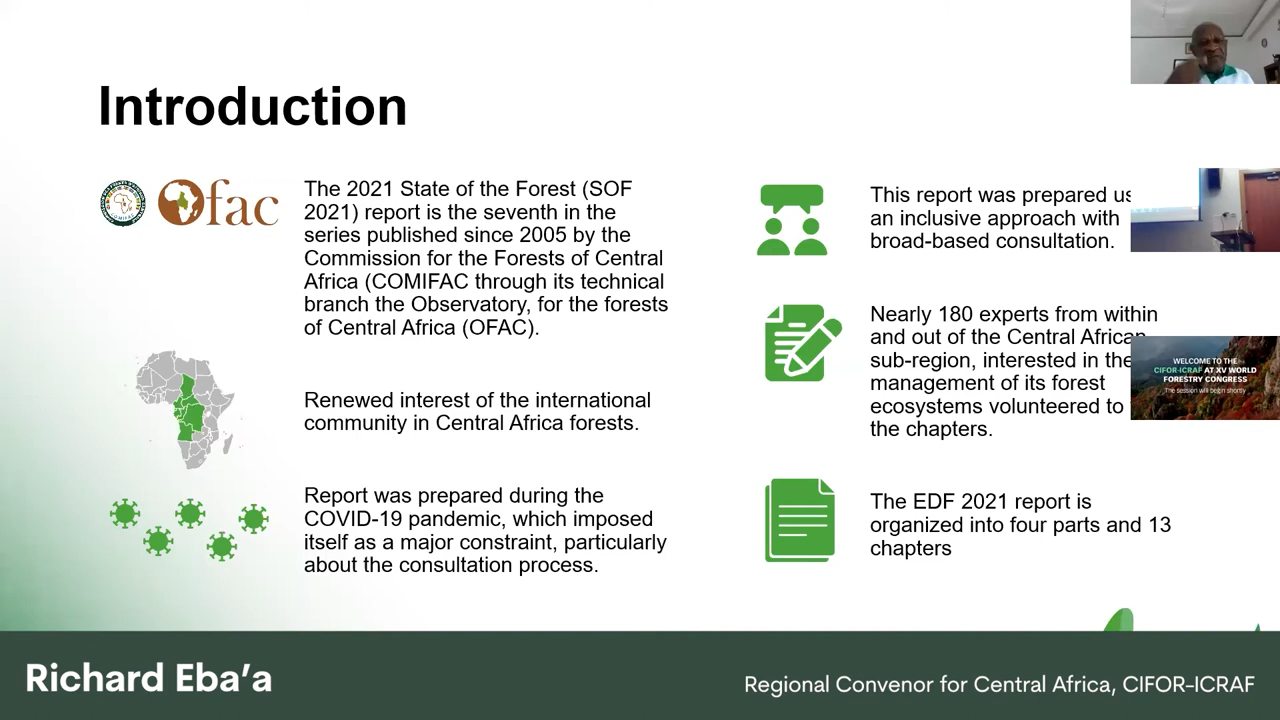 Introduction
Ofac
COMIFAC
The 2021 State of the Forest (SOF
2021) report is the seventh in the
series published since 2005 by the
Commission for the Forests of Central
Africa (COMIFAC through its technical
branch the Observatory, for the forests
of Central Africa (OFAC).
Renewed interest of the international
community in Central Africa forests.
Report was prepared during the
COVID-19 pandemic, which imposed
itself as a major constraint, particularly
about the consultation process.
This report was prepared us
an inclusive approach with
broad-based consultation.
Nearly 180 experts from within
and out of the Central African
sub-region, interested in the
management of its forest
ecosystems volunteered to
the chapters.
The EDF 2021 report is
organized into four parts and 13
chapters
WELCOME TO THE
CIFOR-ICRAF AT XV WORLD
FORESTRY CONGRESS
The session will begin shortly
Richard Eba'a
Regional Convenor for Central Africa, CIFOR-ICRAF